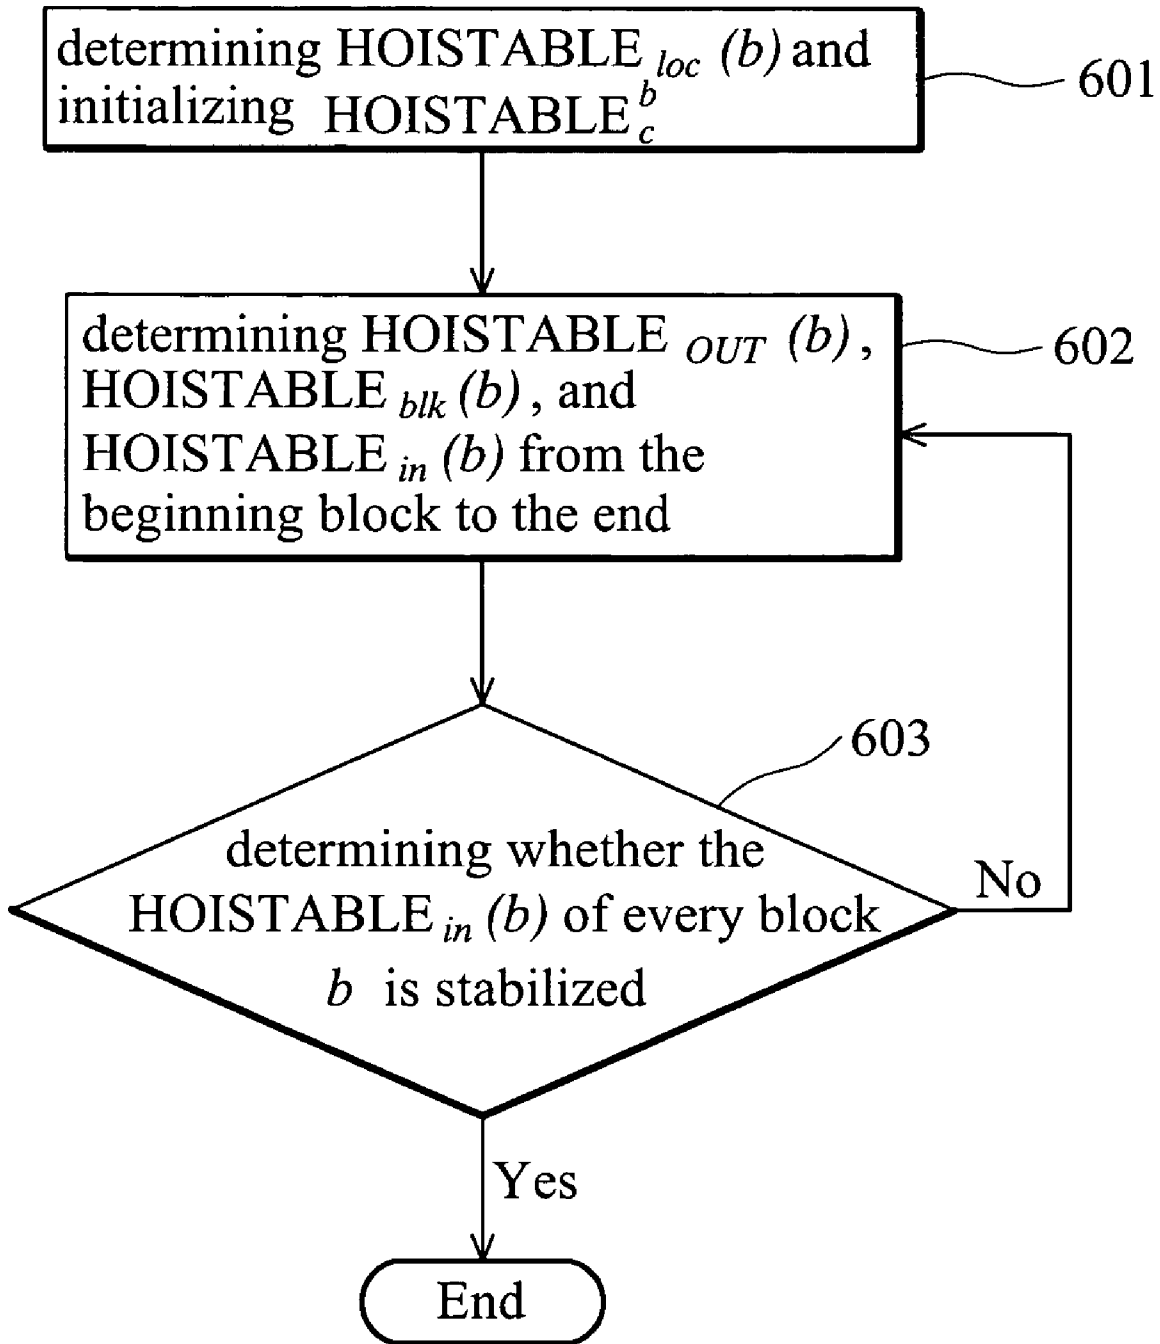 determining HOISTABLE loc (b) and
initializing HOISTABLE b c
601
determining HOISTABLE OUT (b),
HOISTABLE blk (b), and
HOISTABLE in (b) from the
beginning block to the end
602
603
determining whether the
HOISTABLE in (b) of every block
b is stabilized
No
Yes
End